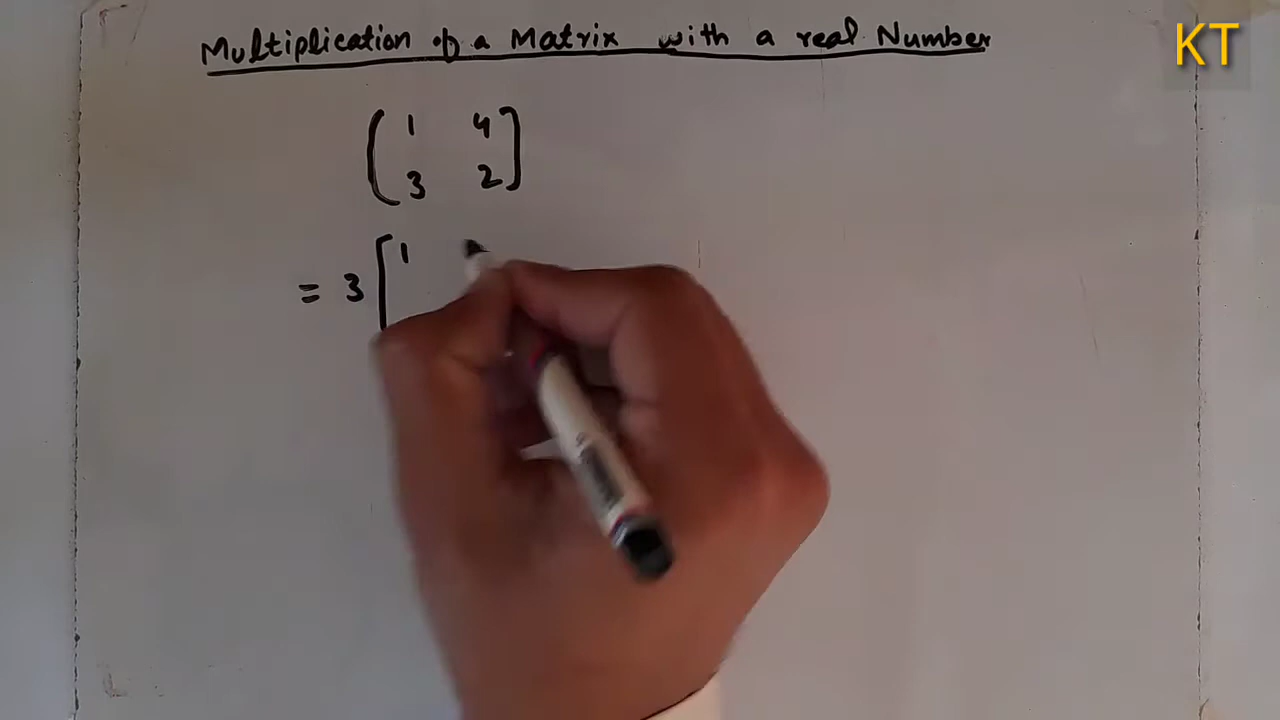 Multiplication of a Matrix with a real Number
KT
1 4
3 2
= 3 [ 1